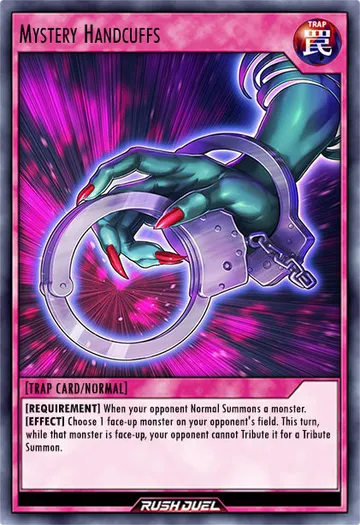 Mystery Handcuffs
TRAP
罠
[TRAP CARD/NORMAL]
[REQUIREMENT] When your opponent Normal Summons a monster.
[EFFECT] Choose 1 face-up monster on your opponent's field. This turn,
while that monster is face-up, your opponent cannot Tribute it for a Tribute
Summon.
RUSH DUEL